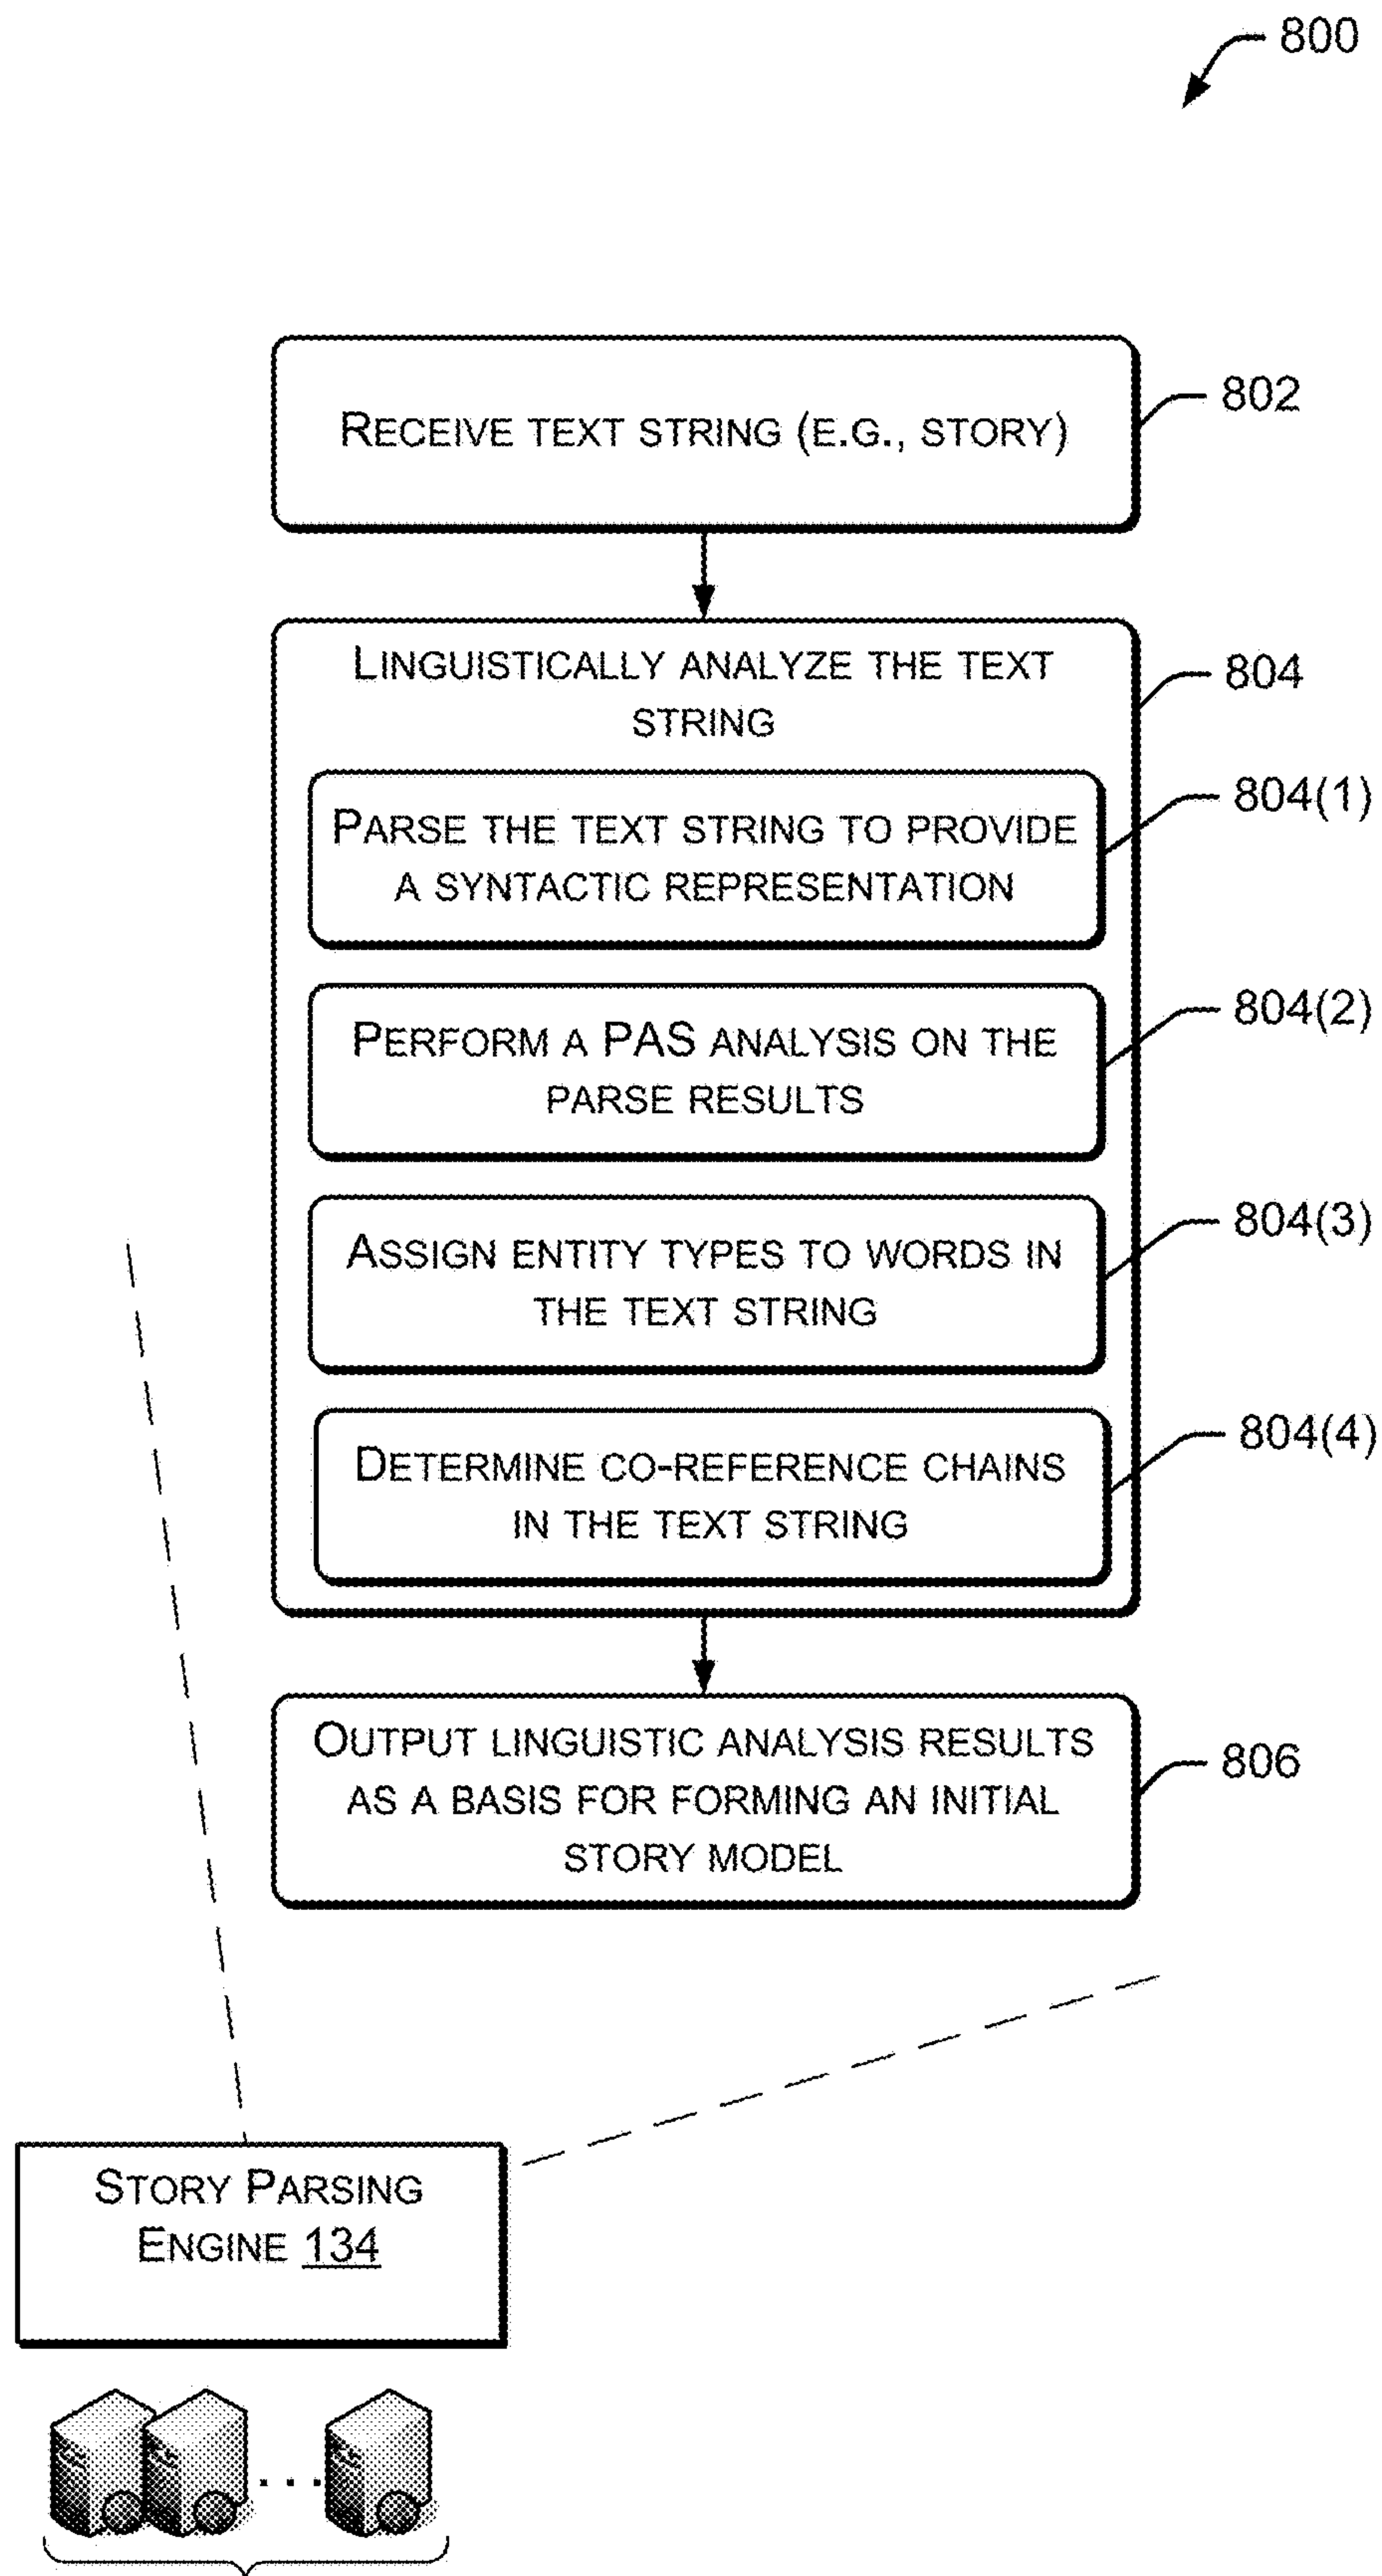 800
RECEIVE TEXT STRING (E.G., STORY)
802
LINGUISTICALLY ANALYZE THE TEXT
STRING
804
PARSE THE TEXT STRING TO PROVIDE
A SYNTACTIC REPRESENTATION
804(1)
PERFORM A PAS ANALYSIS ON THE
PARSE RESULTS
804(2)
ASSIGN ENTITY TYPES TO WORDS IN
THE TEXT STRING
804(3)
DETERMINE CO-REFERENCE CHAINS
IN THE TEXT STRING
804(4)
OUTPUT LINGUISTIC ANALYSIS RESULTS
AS A BASIS FOR FORMING AN INITIAL
STORY MODEL
806
STORY PARSING
ENGINE 134
. . .